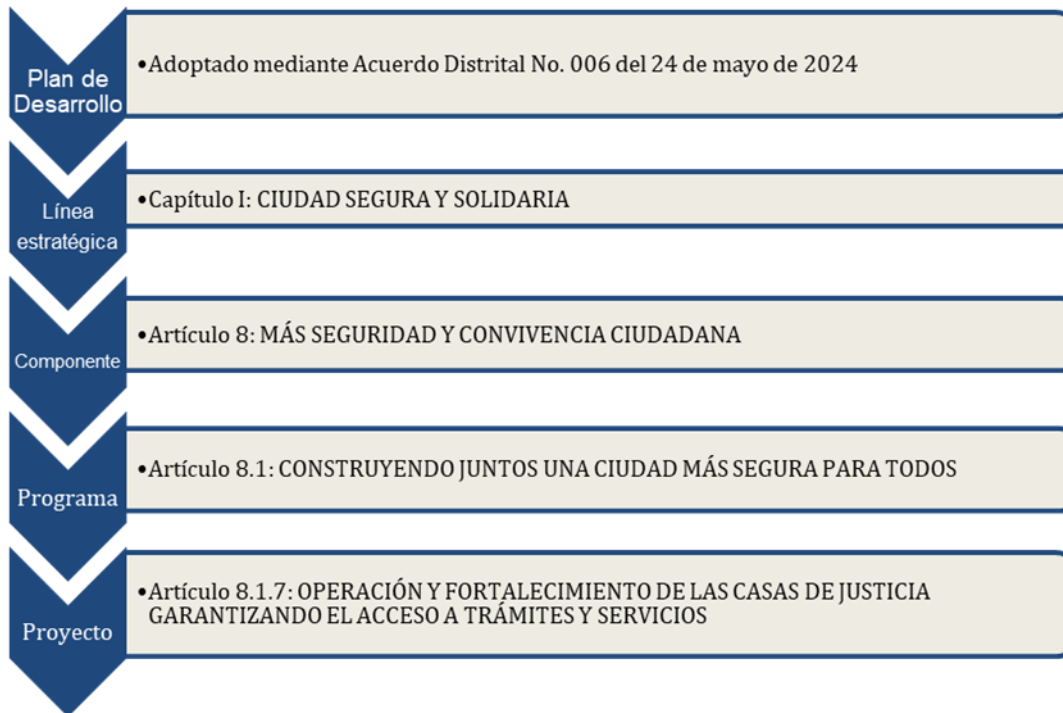 Plan de
Desarrollo
•Adoptado mediante Acuerdo Distrital No. 006 del 24 de mayo de 2024
Línea
estratégica
•Capítulo I: CIUDAD SEGURA Y SOLIDARIA
Componente
•Artículo 8: MÁS SEGURIDAD Y CONVIVENCIA CIUDADANA
Programa
•Artículo 8.1: CONSTRUYENDO JUNTOS UNA CIUDAD MÁS SEGURA PARA TODOS
Proyecto
•Artículo 8.1.7: OPERACIÓN Y FORTALECIMIENTO DE LAS CASAS DE JUSTICIA
GARANTIZANDO EL ACCESO A TRÁMITES Y SERVICIOS